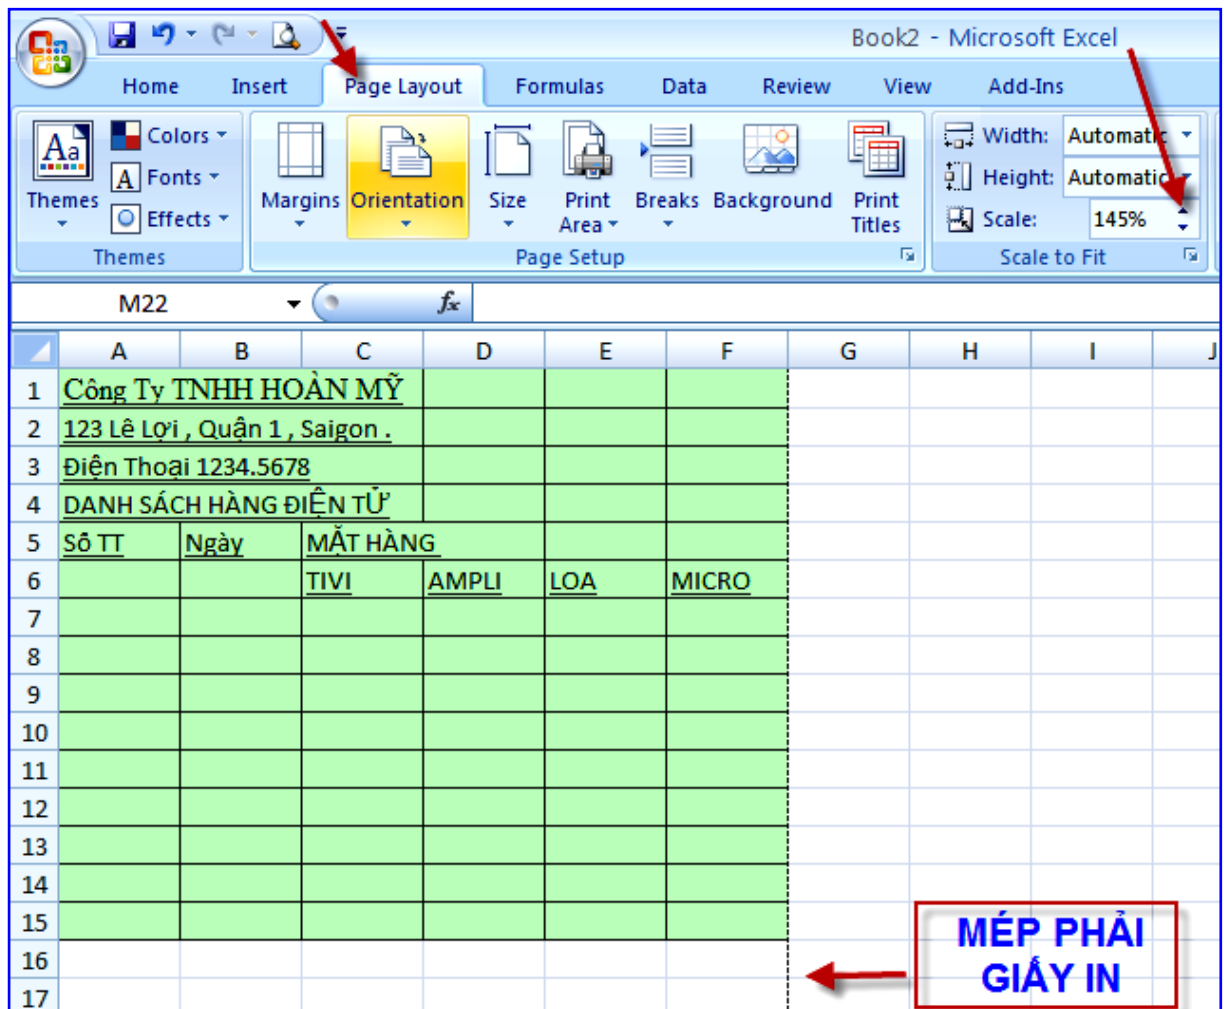 Book2 - Microsoft Excel
Home Insert Page Layout Formulas Data Review View Add-Ins
Colors
Width: Automatic
Aa
A Fonts
Height: Automatic
Themes
Margins Orientation Size Print Area Breaks Background Print Titles
Effects
Scale: 145%
Themes Page Setup Scale to Fit
M22 fx
A B C D E F G H I J
1 Công Ty TNHH HOÀN MỸ
2 123 Lê Lợi , Quận 1 , Saigon .
3 Điện Thoại 1234.5678
4 DANH SÁCH HÀNG ĐIỆN TỬ
5 Số TT Ngày MẶT HÀNG
6 TIVI AMPLI LOA MICRO
7
8
9
10
11
12
13
14
15
16
17
MÉP PHẢI
GIẤY IN